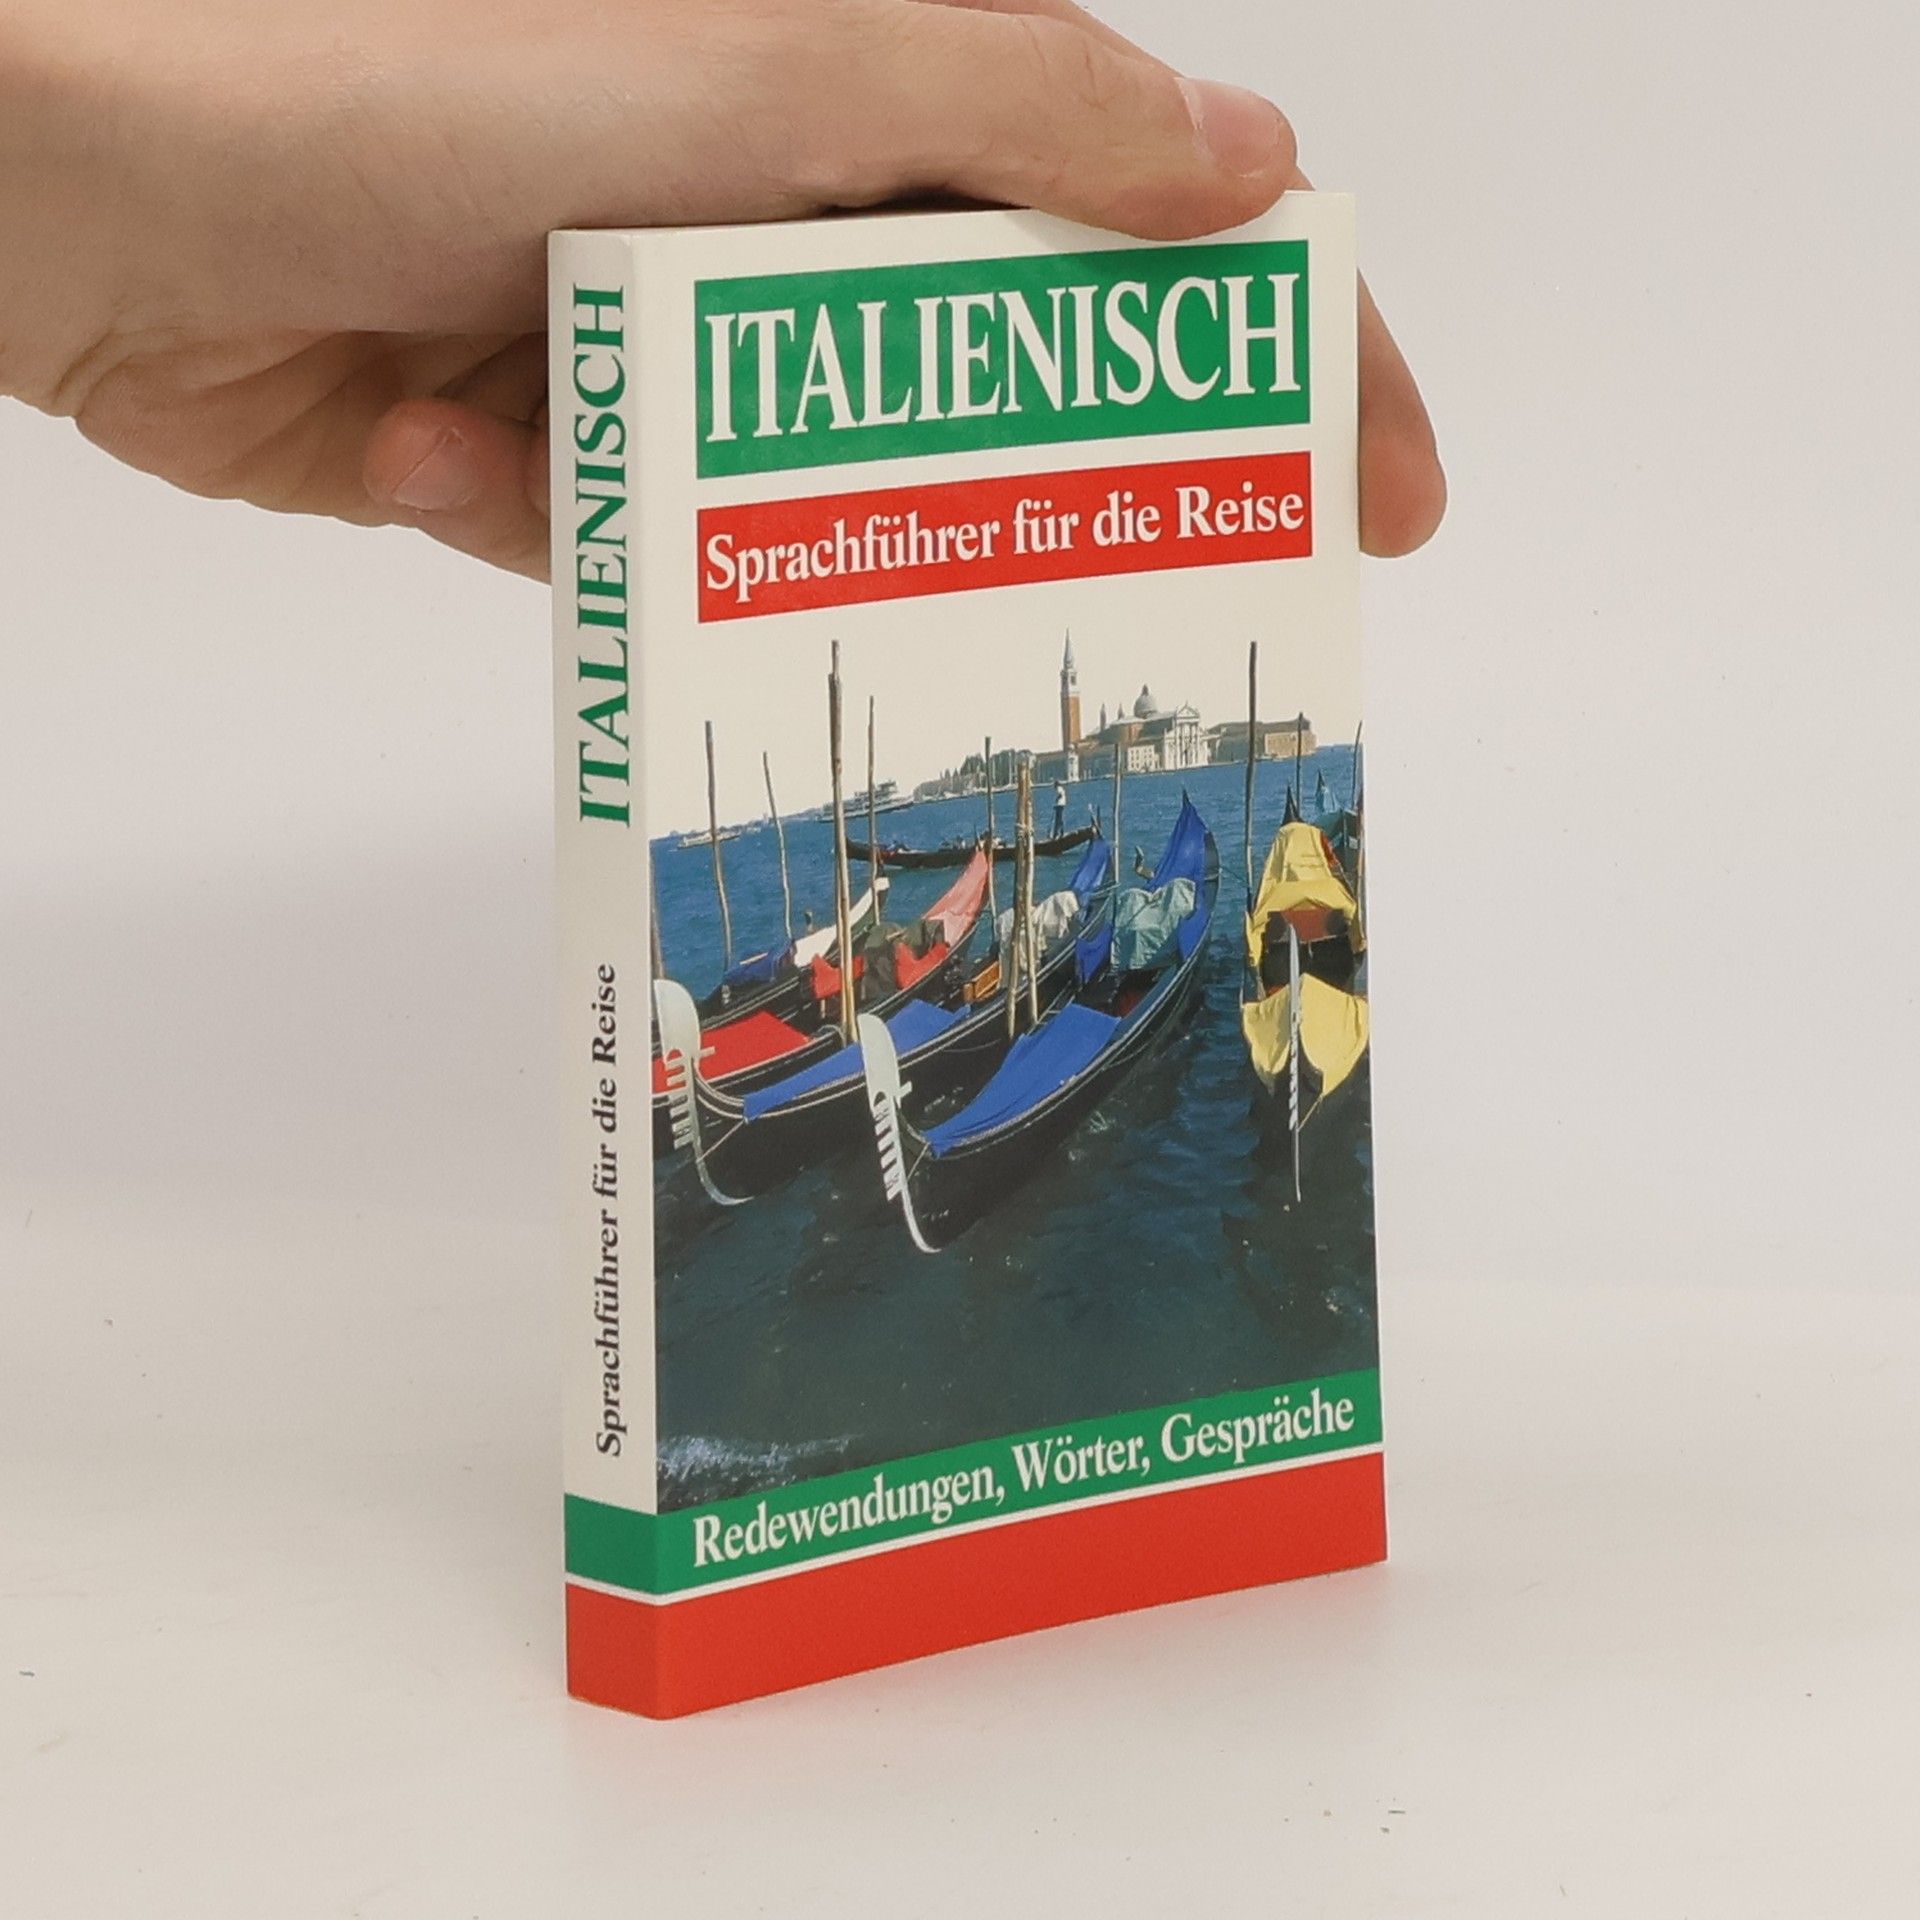 ITALIENISCH
Sprachführer für die Reise
Redewendungen, Wörter, Gespräche
ITALIENISCH
Sprachführer für die Reise